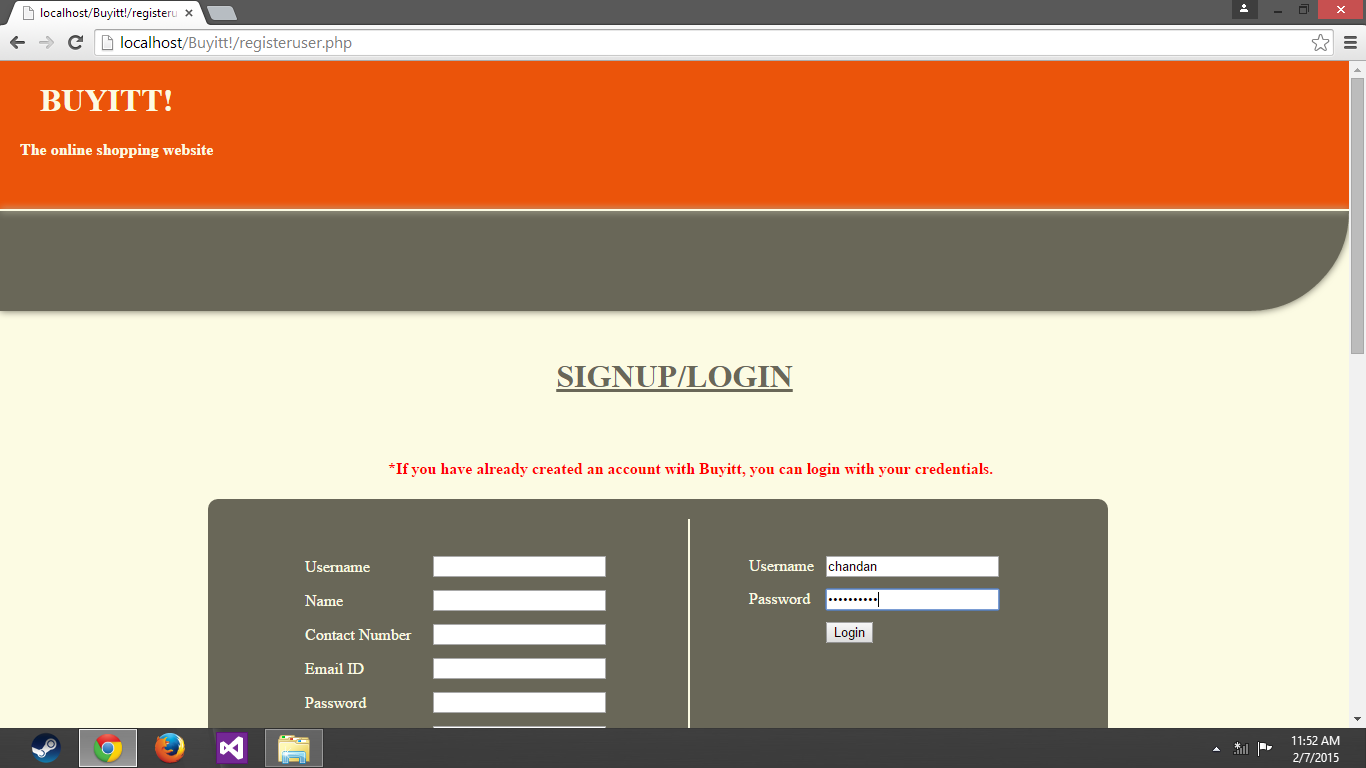 localhost/Buyitt!/registeru
localhost/Buyitt!/registeruser.php
BUYITT!
The online shopping website
SIGNUP/LOGIN
*If you have already created an account with Buyitt, you can login with your credentials.
Username
Name
Contact Number
Email ID
Password
Username chandan
Password ••••••••••
Login
11:52 AM
2/7/2015